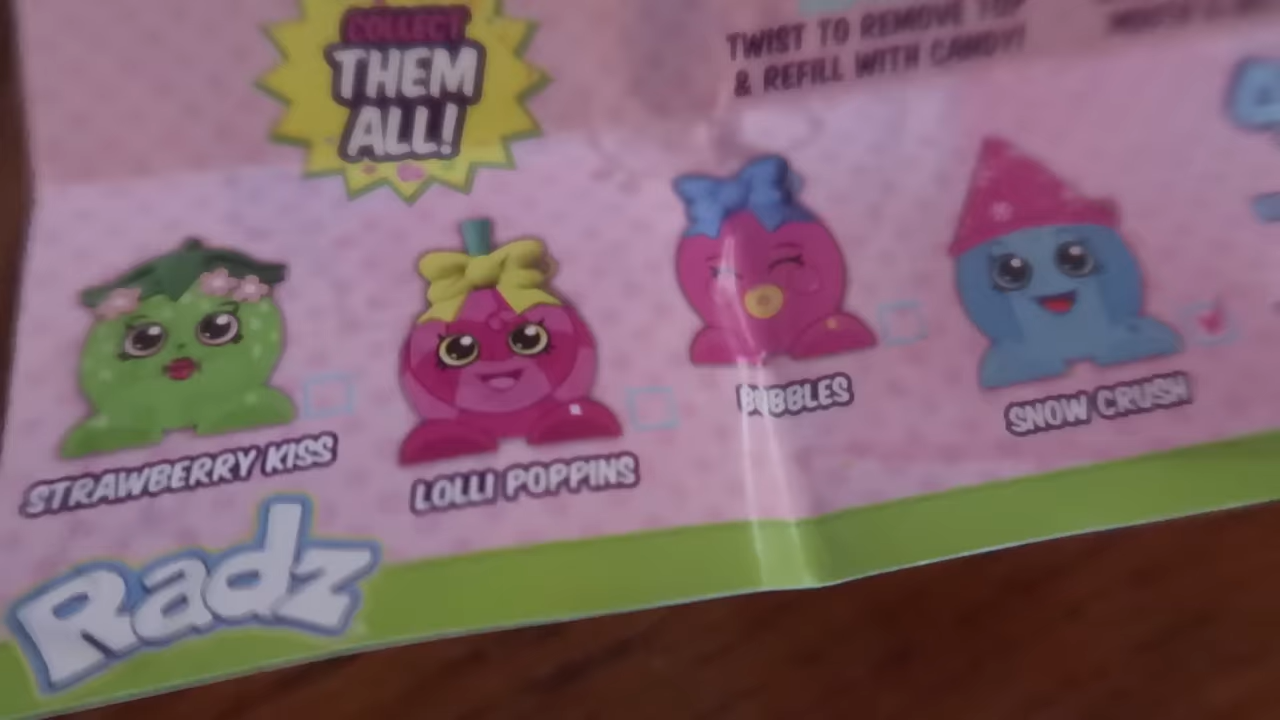 COLLECT
THEM
ALL!
TWIST TO REMOVE TOP
& REFILL WITH CANDY!
STRAWBERRY KISS
LOLLI POPPINS
BUBBLES
SNOW CRUSH
Radz